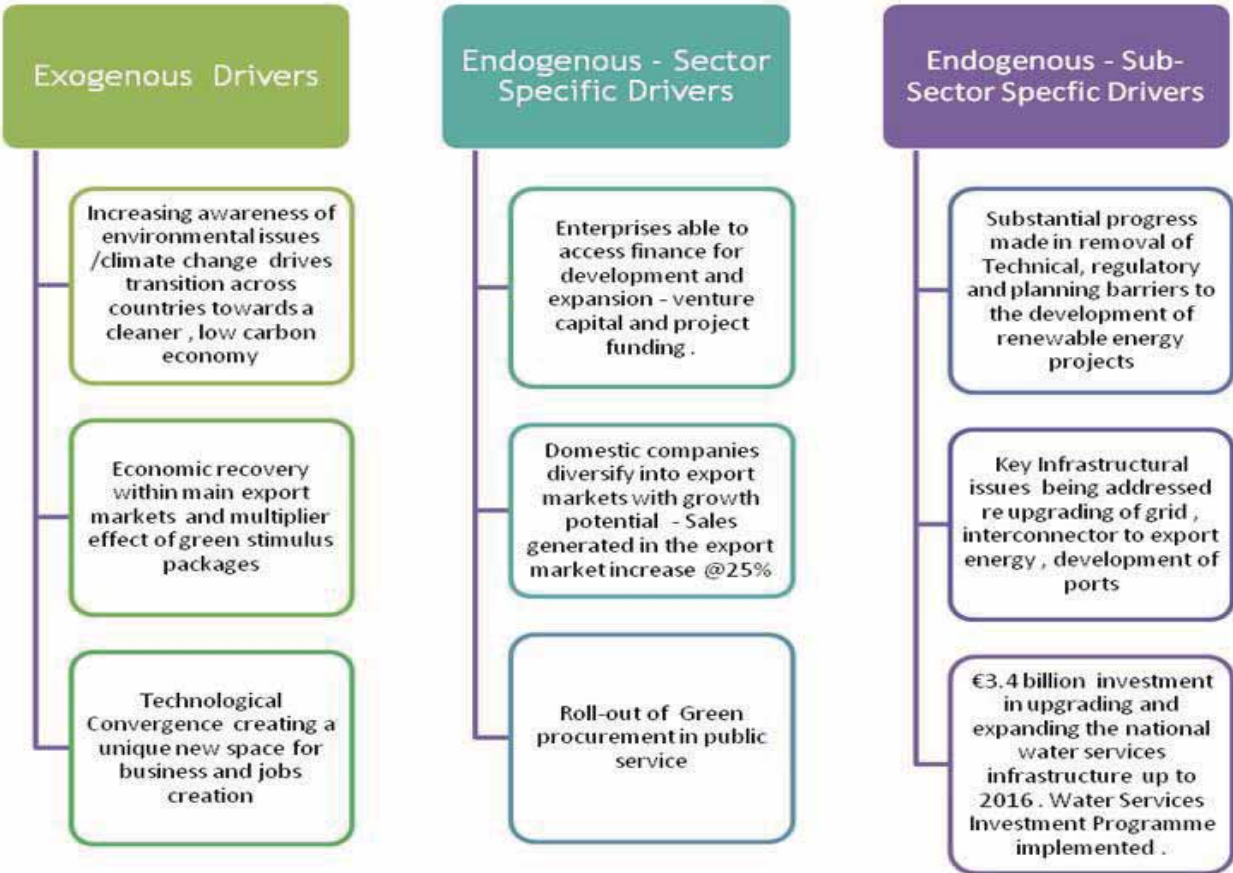 Exogenous Drivers
Increasing awareness of
environmental issues
/climate change drives
transition across
countries towards a
cleaner , low carbon
economy
Economic recovery
within main export
markets and multiplier
effect of green stimulus
packages
Technological
Convergence creating a
unique new space for
business and jobs
creation
Endogenous - Sector
Specific Drivers
Enterprises able to
access finance for
development and
expansion - venture
capital and project
funding .
Domestic companies
diversify into export
markets with growth
potential - Sales
generated in the export
market increase @25%
Roll-out of Green
procurement in public
service
Endogenous - Sub-
Sector Specfic Drivers
Substantial progress
made in removal of
Technical, regulatory
and planning barriers to
the development of
renewable energy
projects
Key Infrastructural
issues being addressed
re upgrading of grid ,
interconnector to export
energy , development of
ports
€3.4 billion investment
in upgrading and
expanding the national
water services
infrastructure up to
2016 . Water Services
Investment Programme
implemented .